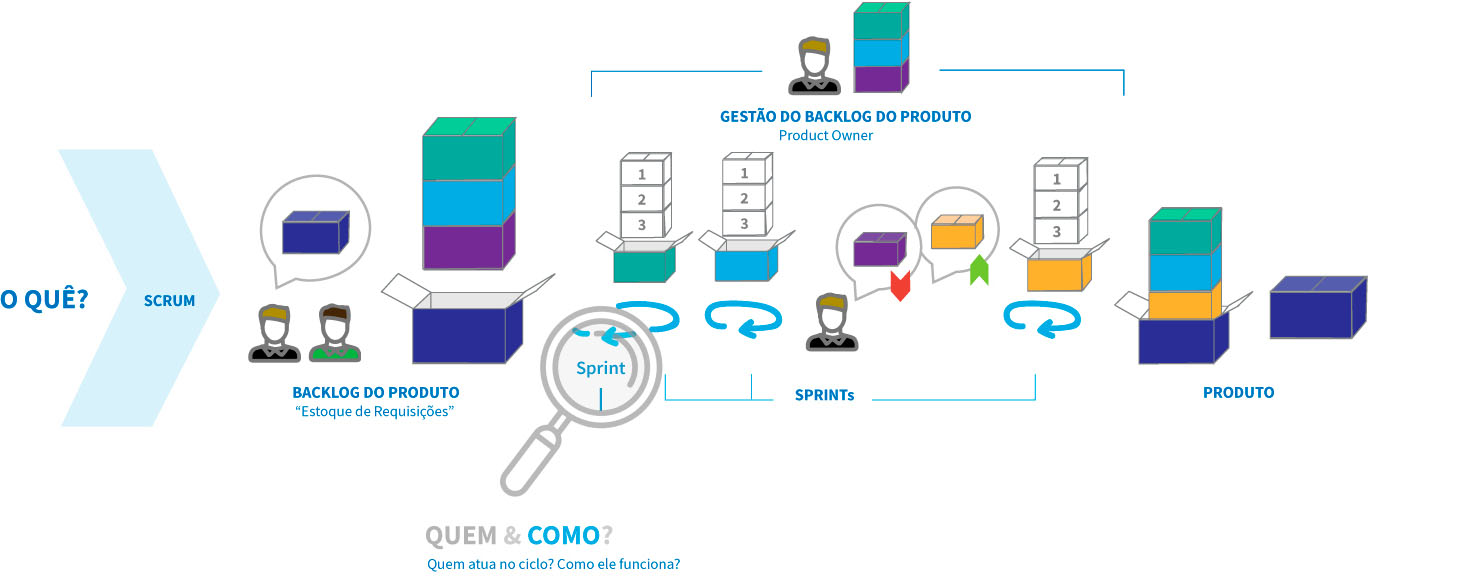 O QUÊ?
SCRUM
BACKLOG DO PRODUTO
“Estoque de Requisições”
GESTÃO DO BACKLOG DO PRODUTO
Product Owner
1
2
3
1
2
3
1
2
3
Sprint
SPRINTs
PRODUTO
QUEM & COMO?
Quem atua no ciclo? Como ele funciona?